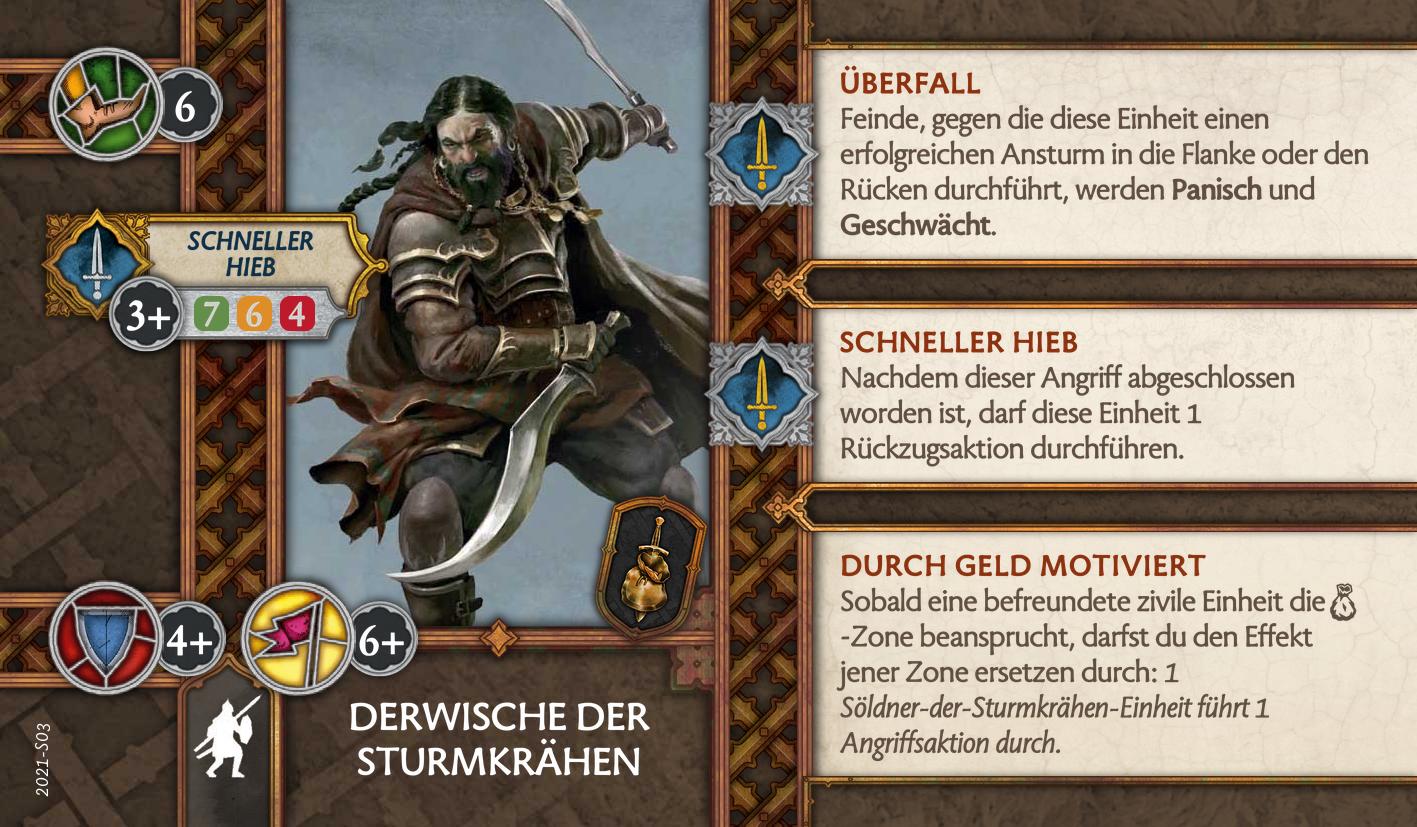 6
SCHNELLER
HIEB
3+ 7 6 4
4+ 6+
DERWISCHE DER
STURMKRÄHEN
2021-S03
ÜBERFALL
Feinde, gegen die diese Einheit einen
erfolgreichen Ansturm in die Flanke oder den
Rücken durchführt, werden Panisch und
Geschwächt.
SCHNELLER HIEB
Nachdem dieser Angriff abgeschlossen
worden ist, darf diese Einheit 1
Rückzugsaktion durchführen.
DURCH GELD MOTIVIERT
Sobald eine befreundete zivile Einheit die
-Zone beansprucht, darfst du den Effekt
jener Zone ersetzen durch: 1
Söldner-der-Sturmkrähen-Einheit führt 1
Angriffsaktion durch.